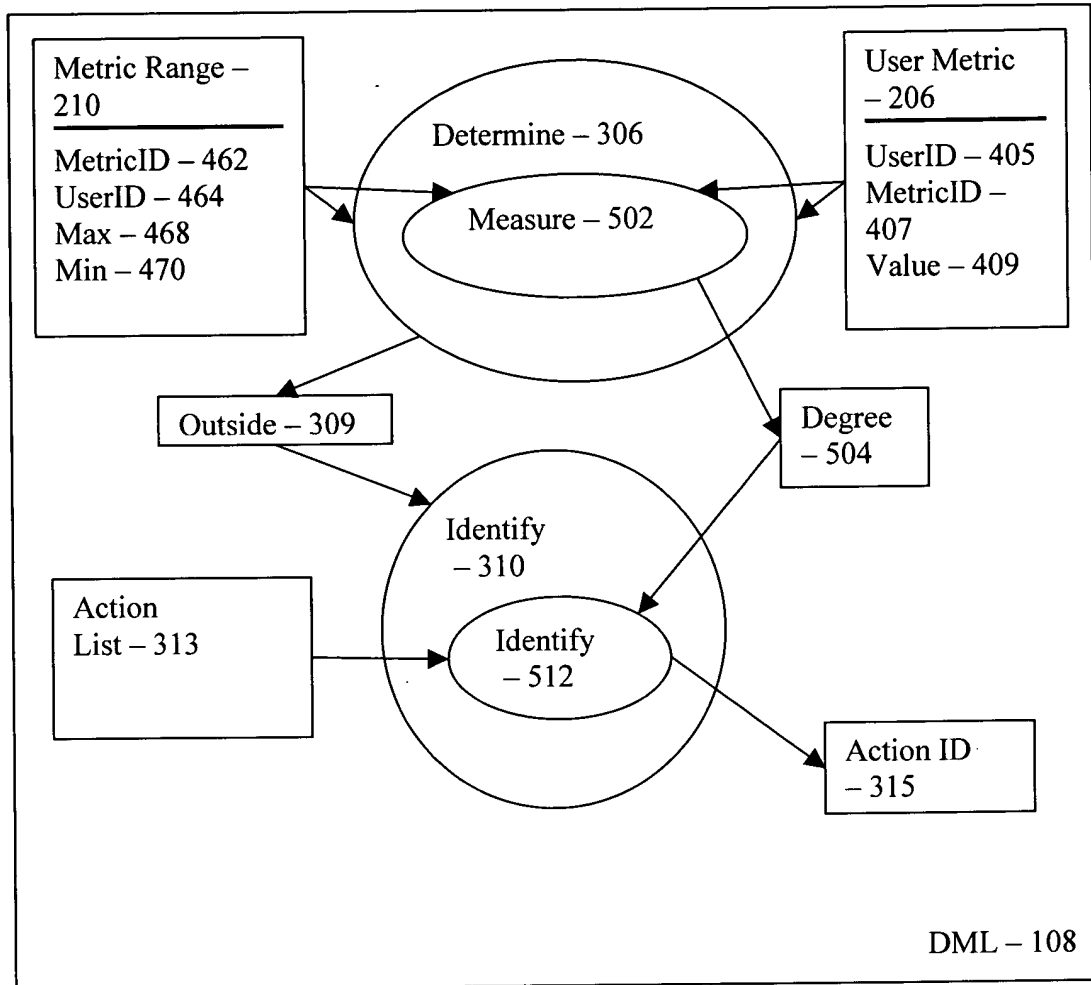 Metric Range –
210
MetricID – 462
UserID – 464
Max – 468
Min – 470
Determine – 306
Measure – 502
User Metric
– 206
UserID – 405
MetricID –
407
Value – 409
Outside – 309
Degree
– 504
Identify
– 310
Action
List – 313
Identify
– 512
Action ID
– 315
DML – 108